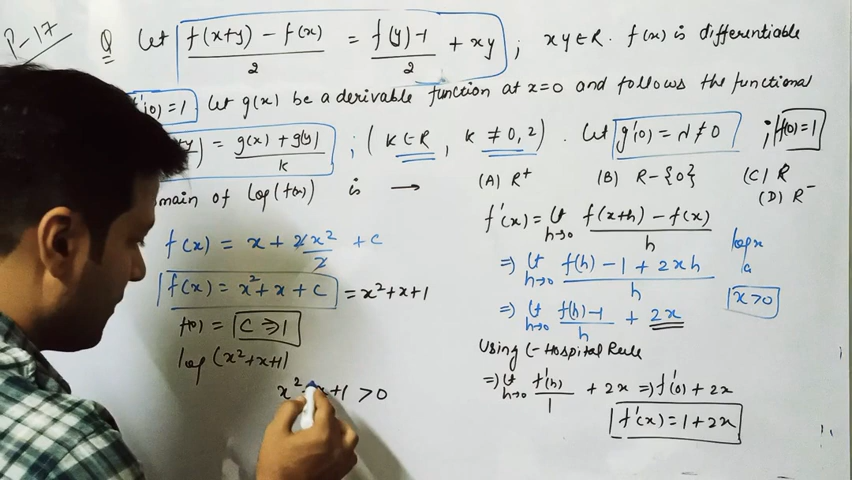 P-17
Q Let f(x+y) - f(x) / 2 = f(y)-1 / 2 + xy ; x y ∈ R. f(x) is differentiable
'(0) = 1 Let g(x) be a derivable function at x=0 and follows the functional
) = g(x) + g(y) / k ; ( k ∈ R, k ≠ 0, 2 ) . Let g'(0) = λ ≠ 0 ; f(0) = 1
omain of log(f(x)) is → (A) R⁺ (B) R-{0} (C) R
(D) R⁻
f(x) = x + 2x²/2 + C
f(x) = x² + x + C = x² + x + 1
f(0) = C ⇒ 1
log(x²+x+1)
x² +1 > 0
f'(x) = lt h→0 f(x+h) - f(x) / h
⇒ lt h→0 f(h) - 1 + 2xh / h
⇒ lt h→0 f(h)-1 / h + 2x
log x
x > 0
Using L-Hospital Rule
⇒ lt h→0 f'(h) / 1 + 2x ⇒ f'(0) + 2x
f'(x) = 1 + 2x